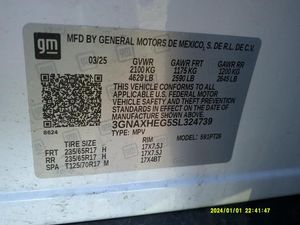 gm
MFD BY GENERAL MOTORS DE MEXICO, S. DE R.L. DE C.V.
03/25 GVWR GAWR FRT GAWR RR
2100 KG 1175 KG 1200 KG
4629 LB 2590 LB 2645 LB
THIS VEHICLE CONFORMS TO ALL
APPLICABLE U.S. FEDERAL MOTOR
VEHICLE SAFETY, BUMPER, AND THEFT
PREVENTION STANDARDS IN EFFECT ON
THE DATE OF MANUFACTURE SHOWN ABOVE.
3GNAXHEG5SL324739
8624 TYPE: MPV MODEL:
TIRE SIZE RIM
FRT 235/65R17 H 17X7.5J
RR 235/65R17 H 17X7.5J
SPA T125/70R17 M 17X4BT
2024/01/01 22:41:47